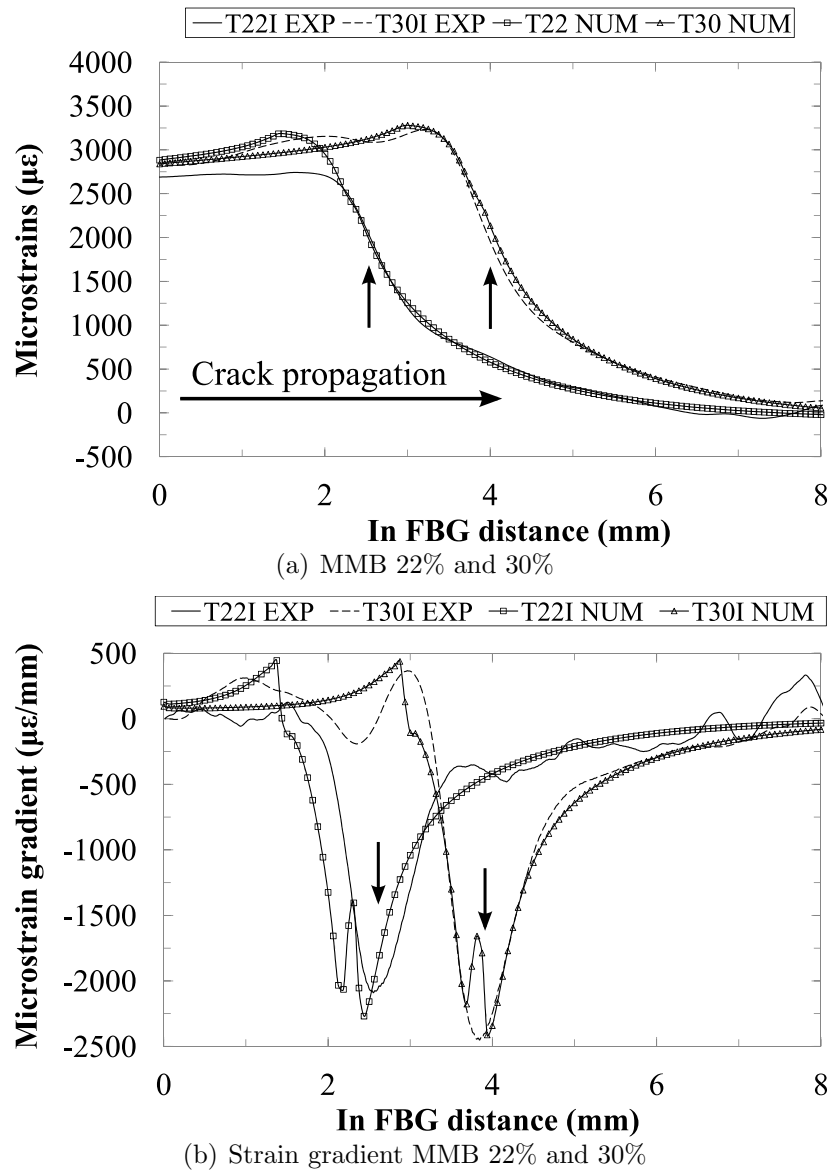 T22I EXP T30I EXP T22 NUM T30 NUM
4000
3500
3000
2500
2000
1500
1000
500
0
-500
Microstrains (με)
Crack propagation
0 2 4 6 8
In FBG distance (mm)
(a) MMB 22% and 30%
T22I EXP T30I EXP T22I NUM T30I NUM
500
0
-500
-1000
-1500
-2000
-2500
Microstrain gradient (με/mm)
0 2 4 6 8
In FBG distance (mm)
(b) Strain gradient MMB 22% and 30%